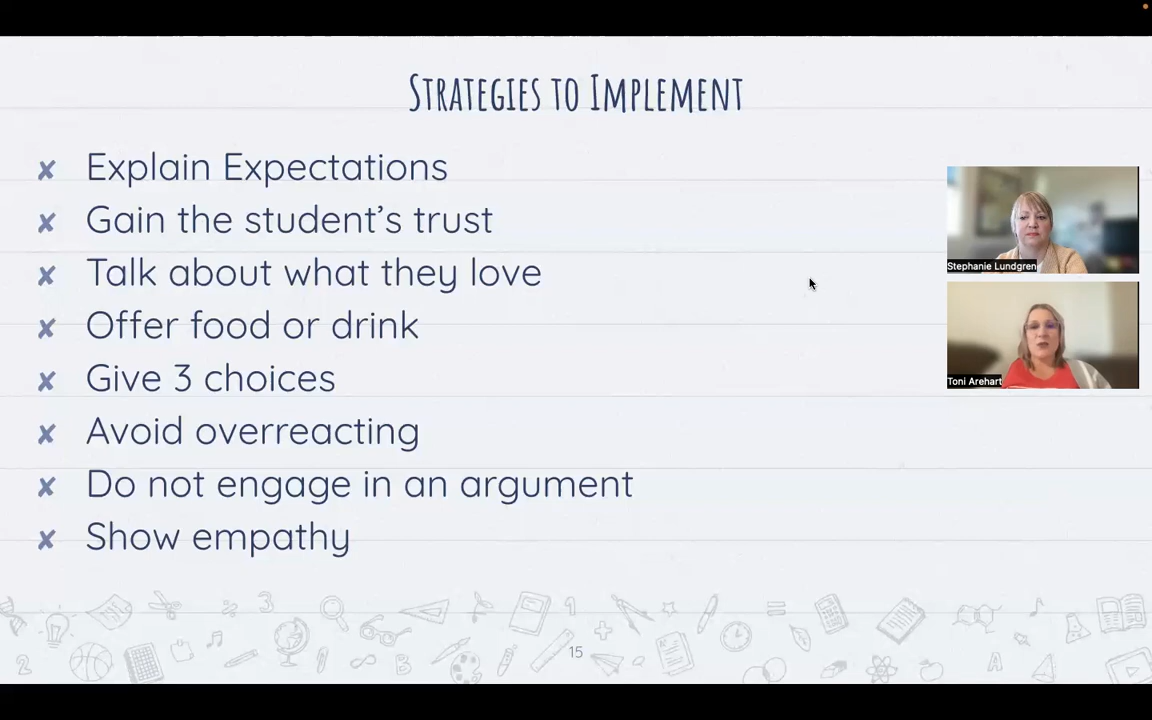 Strategies to Implement
✘ Explain Expectations
✘ Gain the student's trust
✘ Talk about what they love
✘ Offer food or drink
✘ Give 3 choices
✘ Avoid overreacting
✘ Do not engage in an argument
✘ Show empathy
Stephanie Lundgren
Toni Arehart
15